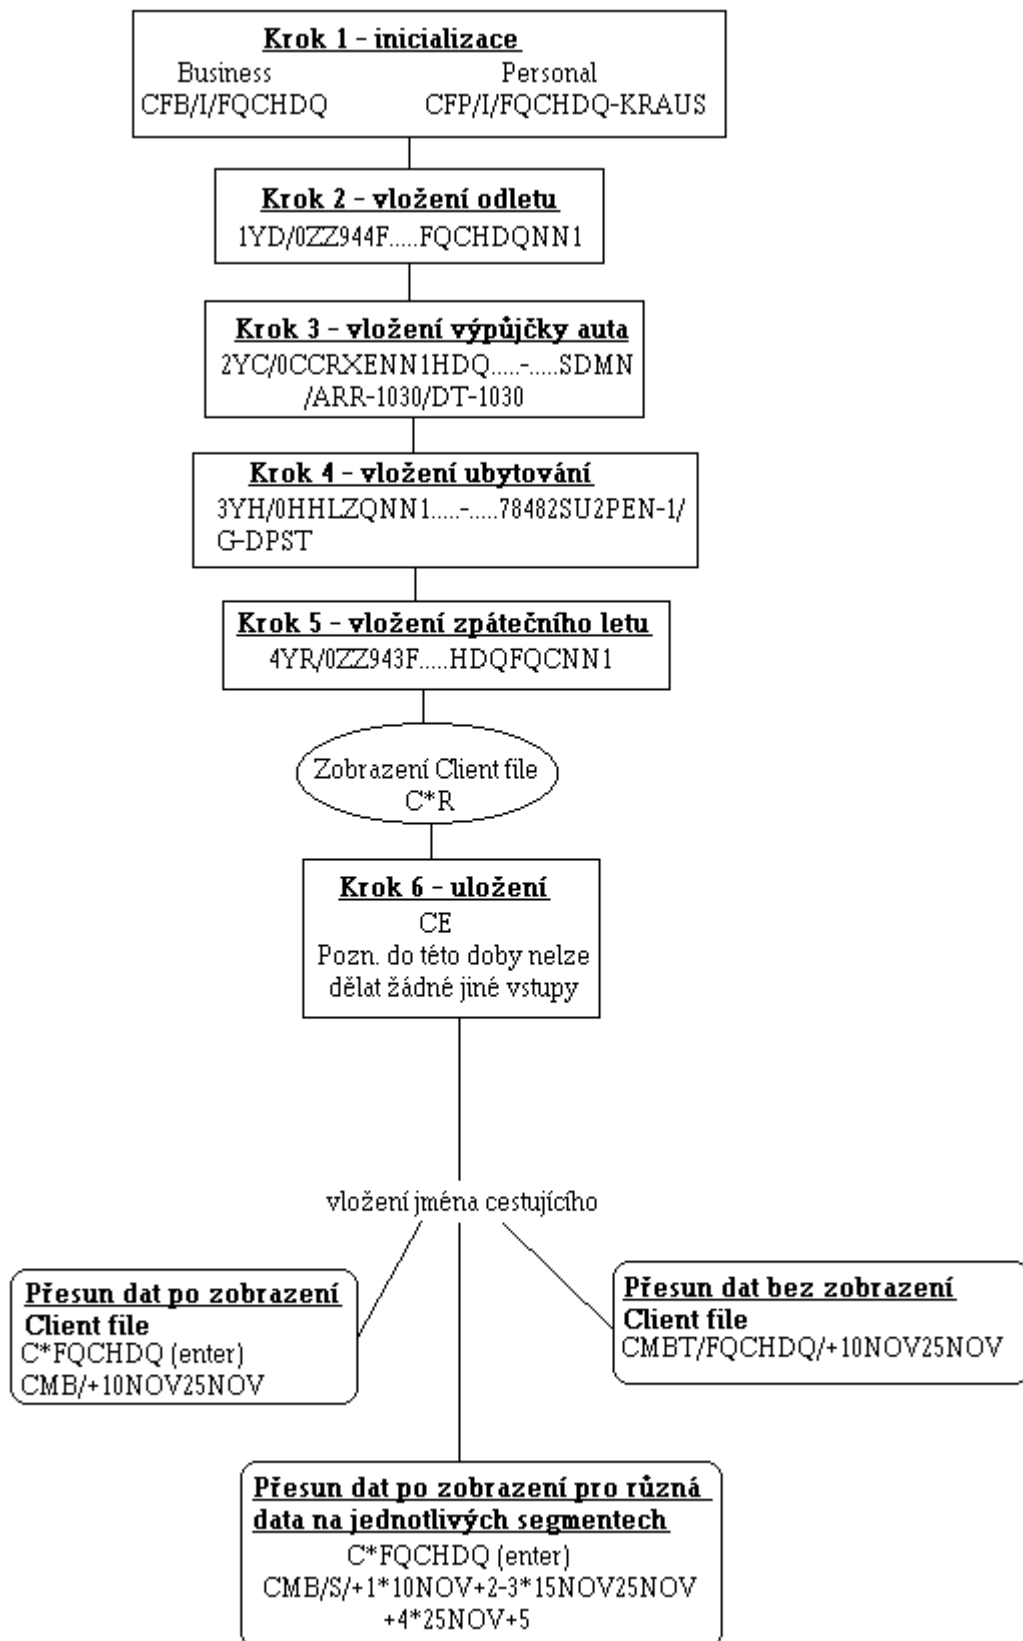 Krok 1 - inicializace
Business Personal
CFB/I/FQCHDQ CFP/I/FQCHDQ-KRAUS
Krok 2 - vložení odletu
1YD/0ZZ944F.....FQCHDQNN1
Krok 3 - vložení výpůjčky auta
2YC/0CCRXENN1HDQ.....-.....SDMN
/ARR-1030/DT-1030
Krok 4 - vložení ubytování
3YH/0HHLZQNN1.....-.....78482SU2PEN-1/
G-DPST
Krok 5 - vložení zpátečního letu
4YR/0ZZ943F.....HDQFQCNN1
Zobrazení Client file
C*R
Krok 6 - uložení
CE
Pozn. do této doby nelze
dělat žádné jiné vstupy
vložení jména cestujícího
Přesun dat po zobrazení
Client file
C*FQCHDQ (enter)
CMB/+10NOV25NOV
Přesun dat bez zobrazení
Client file
CMBT/FQCHDQ/+10NOV25NOV
Přesun dat po zobrazení pro různá
data na jednotlivých segmentech
C*FQCHDQ (enter)
CMB/S/+1*10NOV+2-3*15NOV25NOV
+4*25NOV+5